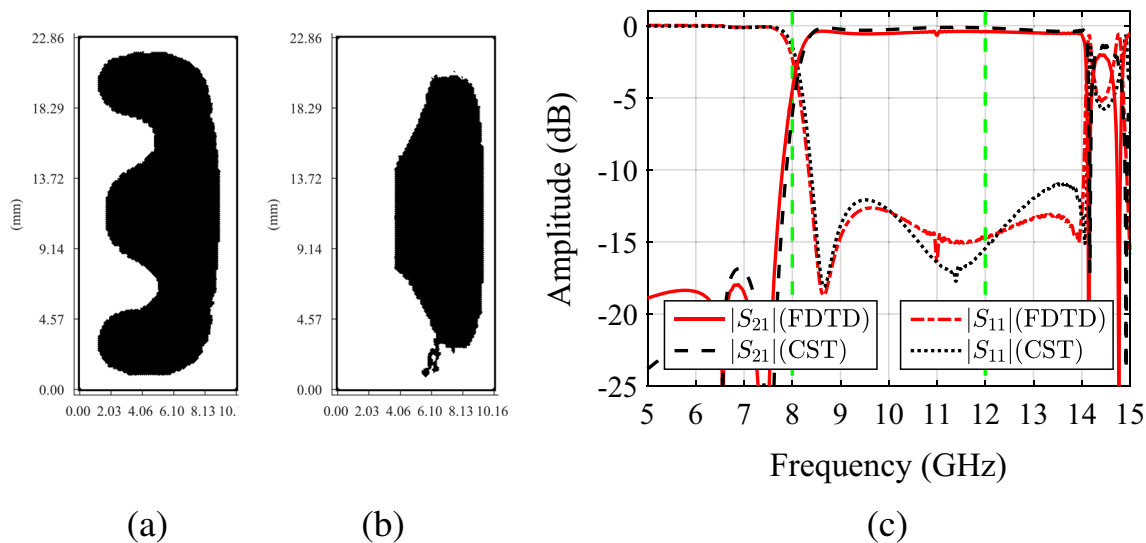 22.86
18.29
13.72
9.14
4.57
0.00
(mm)
0.00 2.03 4.06 6.10 8.13 10.1
(a)
22.86
18.29
13.72
9.14
4.57
0.00
(mm)
0.00 2.03 4.06 6.10 8.13 10.16
(b)
0
-5
-10
-15
-20
-25
Amplitude (dB)
|S21|(FDTD)
|S21|(CST)
|S11|(FDTD)
|S11|(CST)
5 6 7 8 9 10 11 12 13 14 15
Frequency (GHz)
(c)